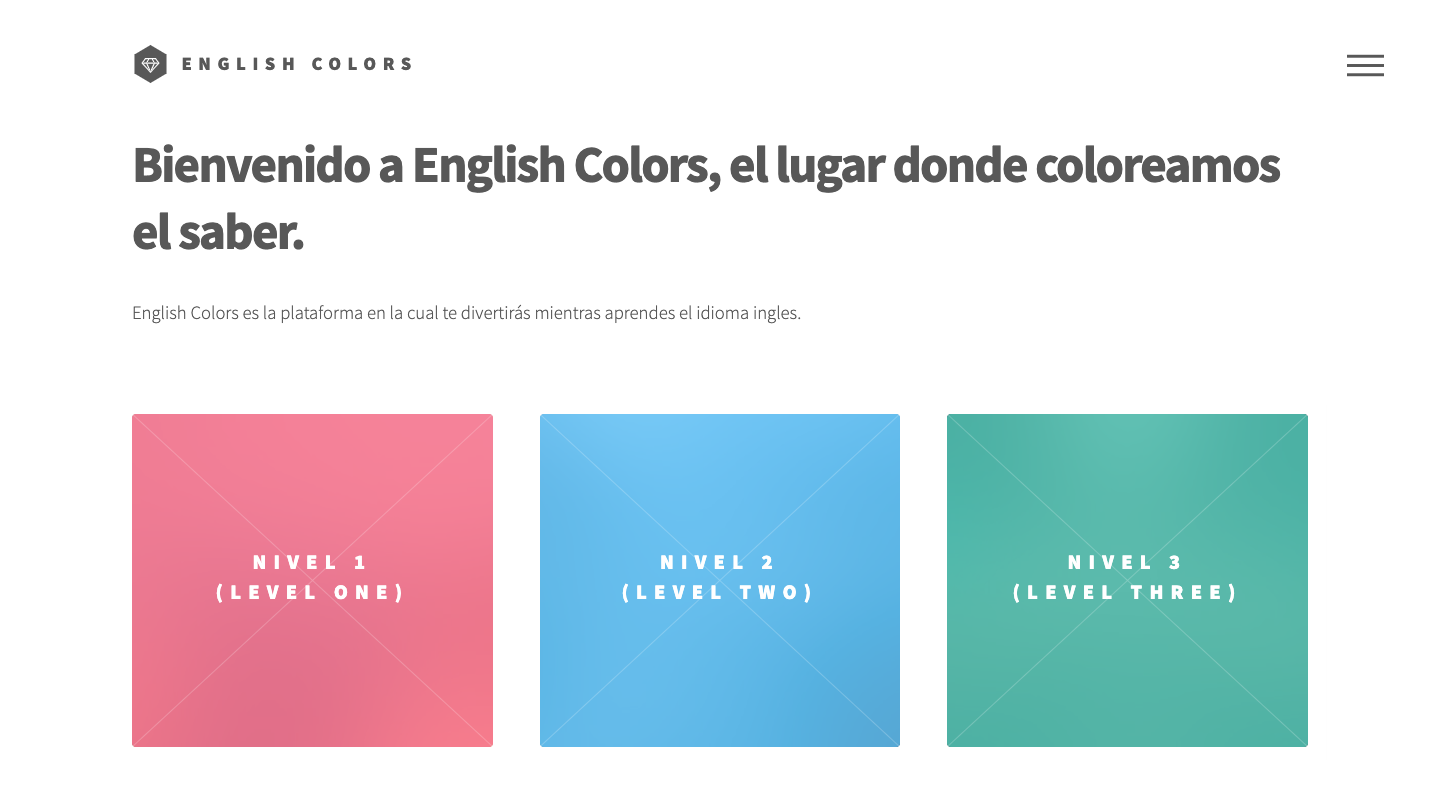 ENGLISH COLORS
Bienvenido a English Colors, el lugar donde coloreamos
el saber.
English Colors es la plataforma en la cual te divertirás mientras aprendes el idioma ingles.
NIVEL 1
(LEVEL ONE)
NIVEL 2
(LEVEL TWO)
NIVEL 3
(LEVEL THREE)